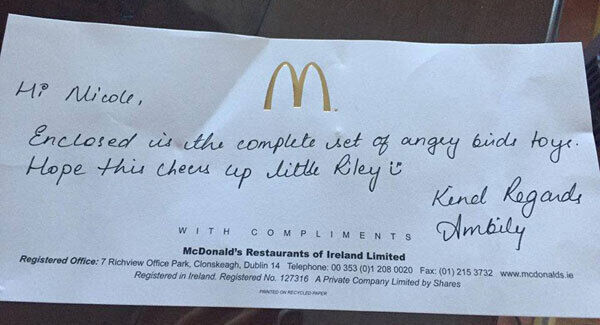 Hi Nicole,
Enclosed is the complete set of angry birds toys.
Hope this cheers up little Riley
Kind Regards
Ambily
WITH COMPLIMENTS
McDonald's Restaurants of Ireland Limited
Registered Office: 7 Richview Office Park, Clonskeagh, Dublin 14 Telephone: 00 353 (0)1 208 0020 Fax: (01) 215 3732 www.mcdonalds.ie
Registered in Ireland. Registered No. 127316 A Private Company Limited by Shares
PRINTED ON RECYCLED PAPER